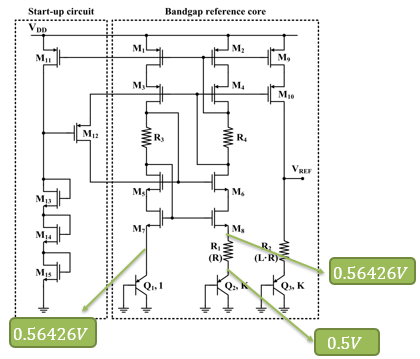 Start-up circuit
Bandgap reference core
VDD
M1
M2
M11
M9
M3
M4
M10
M12
R3
R4
VREF
M13
M5
M6
M14
M7
M8
R1
(R)
R2
(L·R)
M15
0.56426V
Q1, I
Q2, K
Q3, K
0.56426V
0.5V